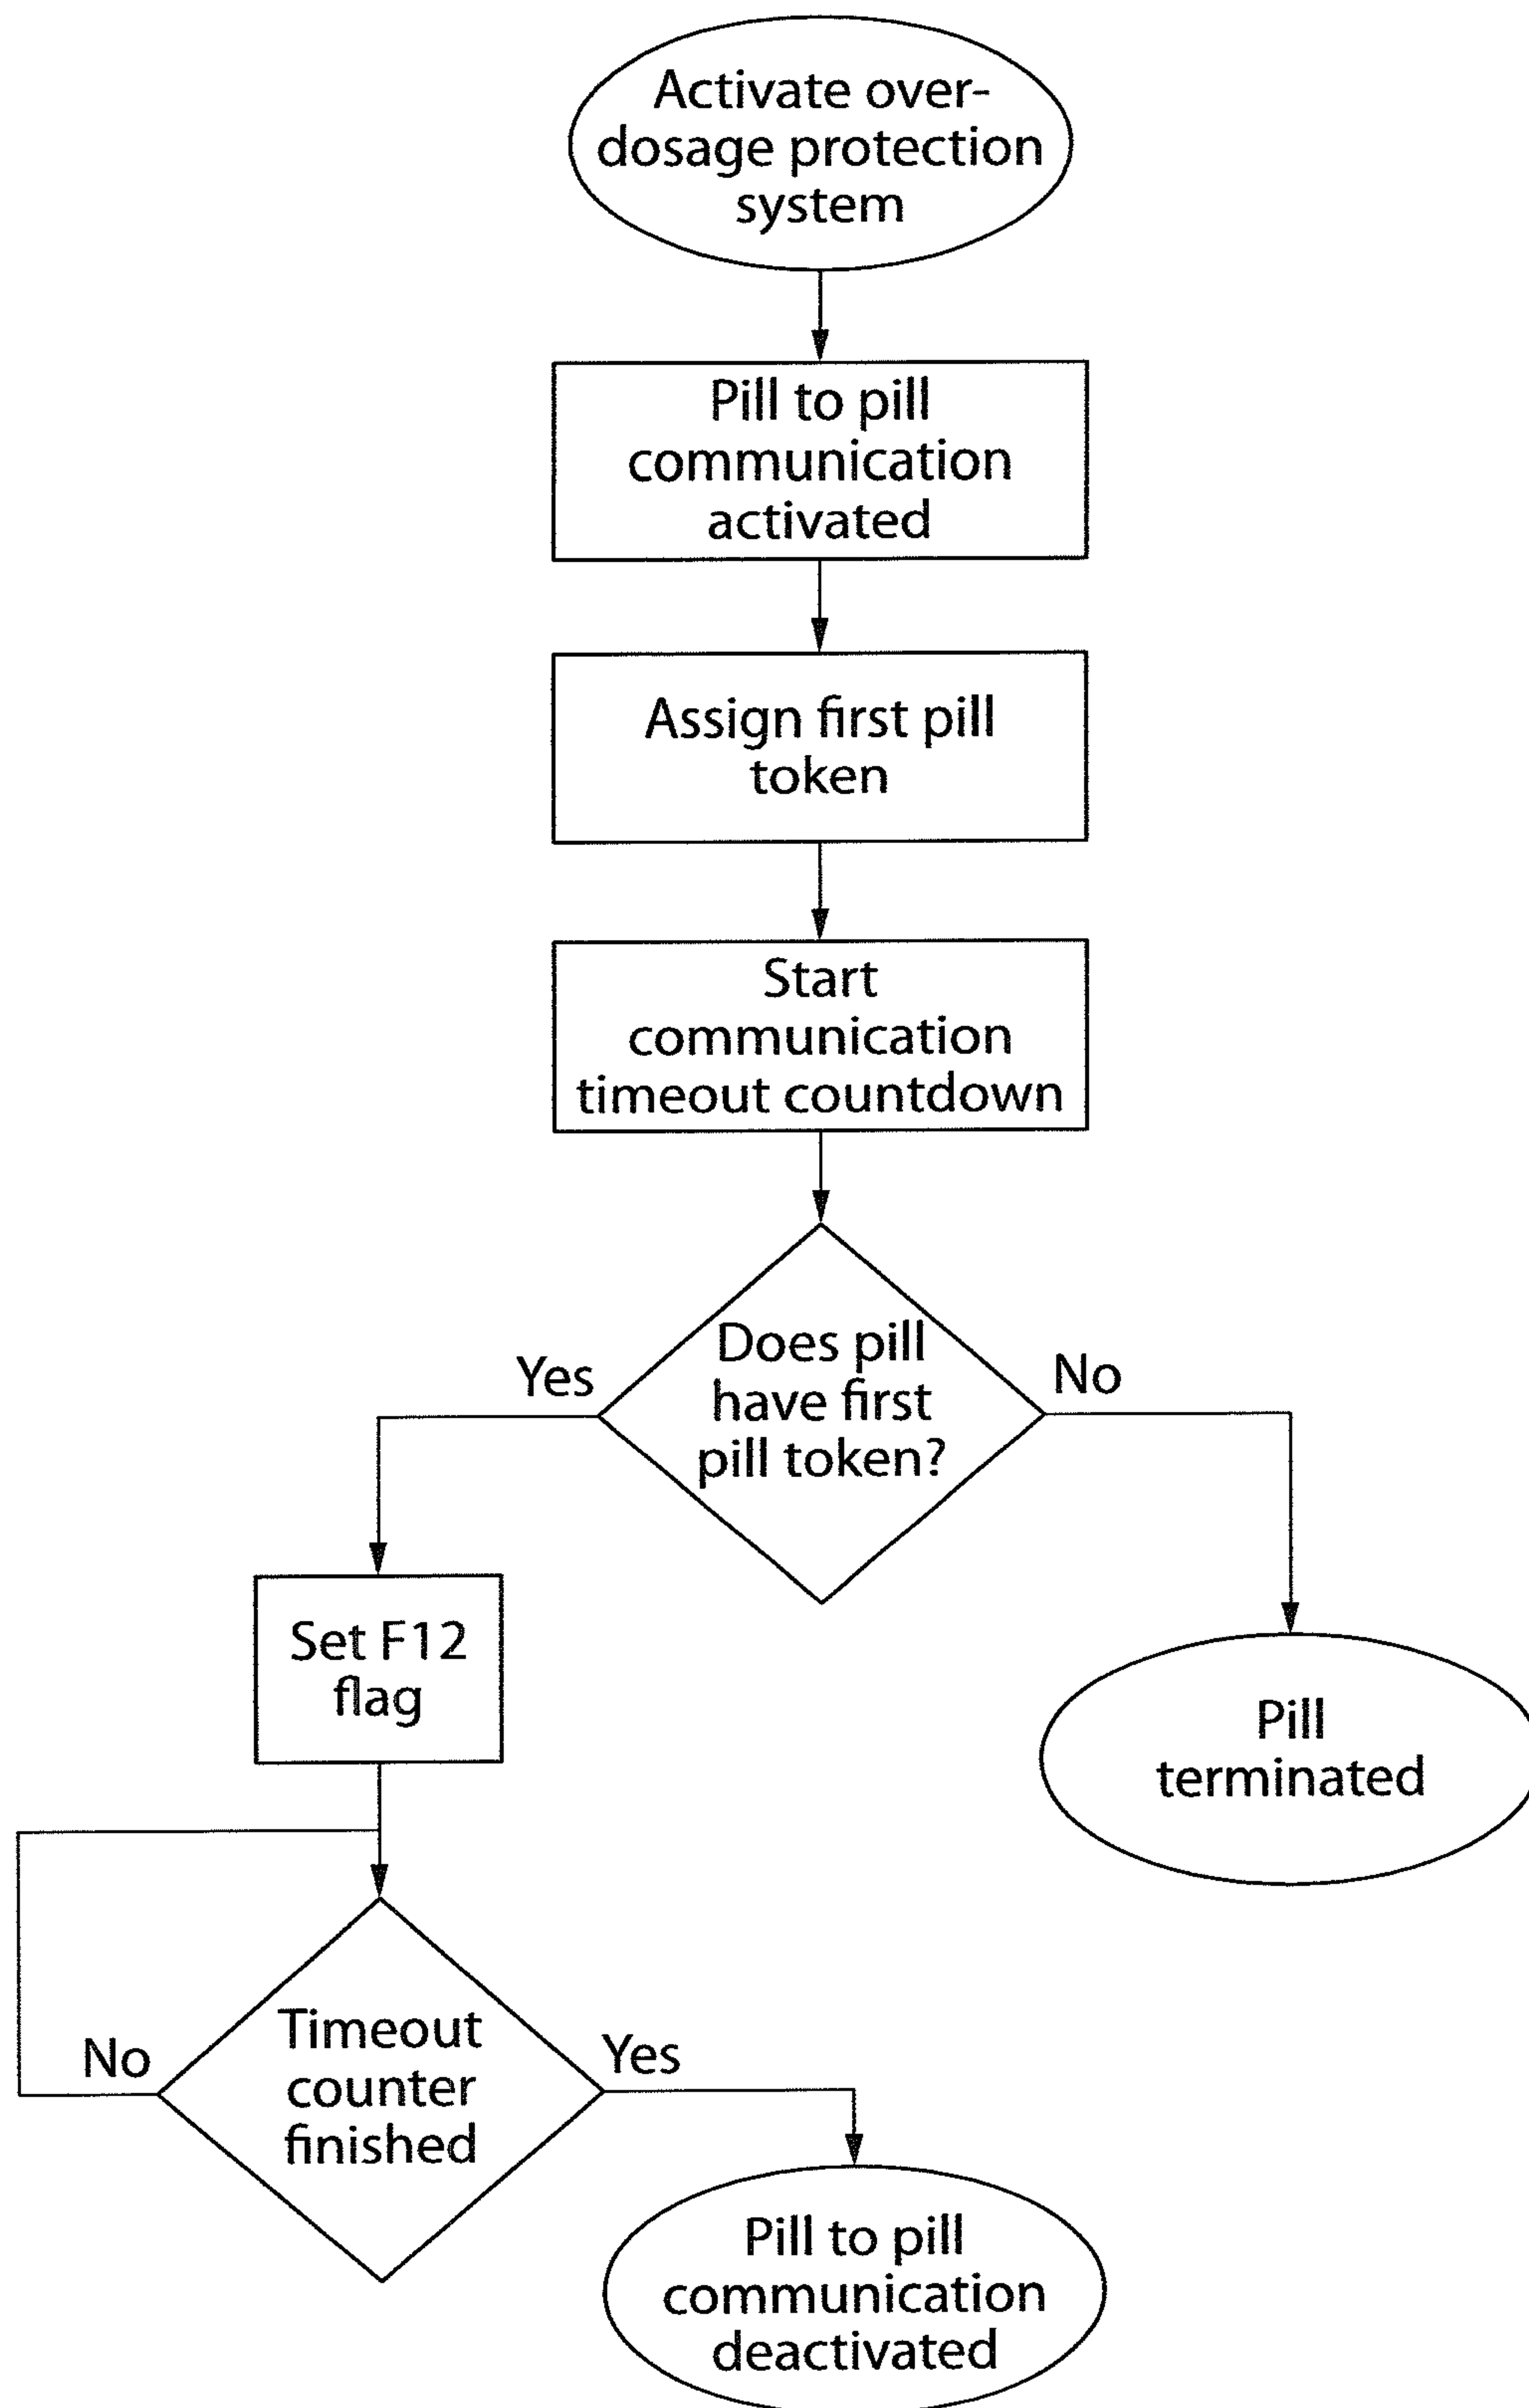 Activate over-
dosage protection
system
Pill to pill
communication
activated
Assign first pill
token
Start
communication
timeout countdown
Does pill
have first
pill token?
Yes
No
Set F12
flag
Pill
terminated
Timeout
counter
finished
No
Yes
Pill to pill
communication
deactivated